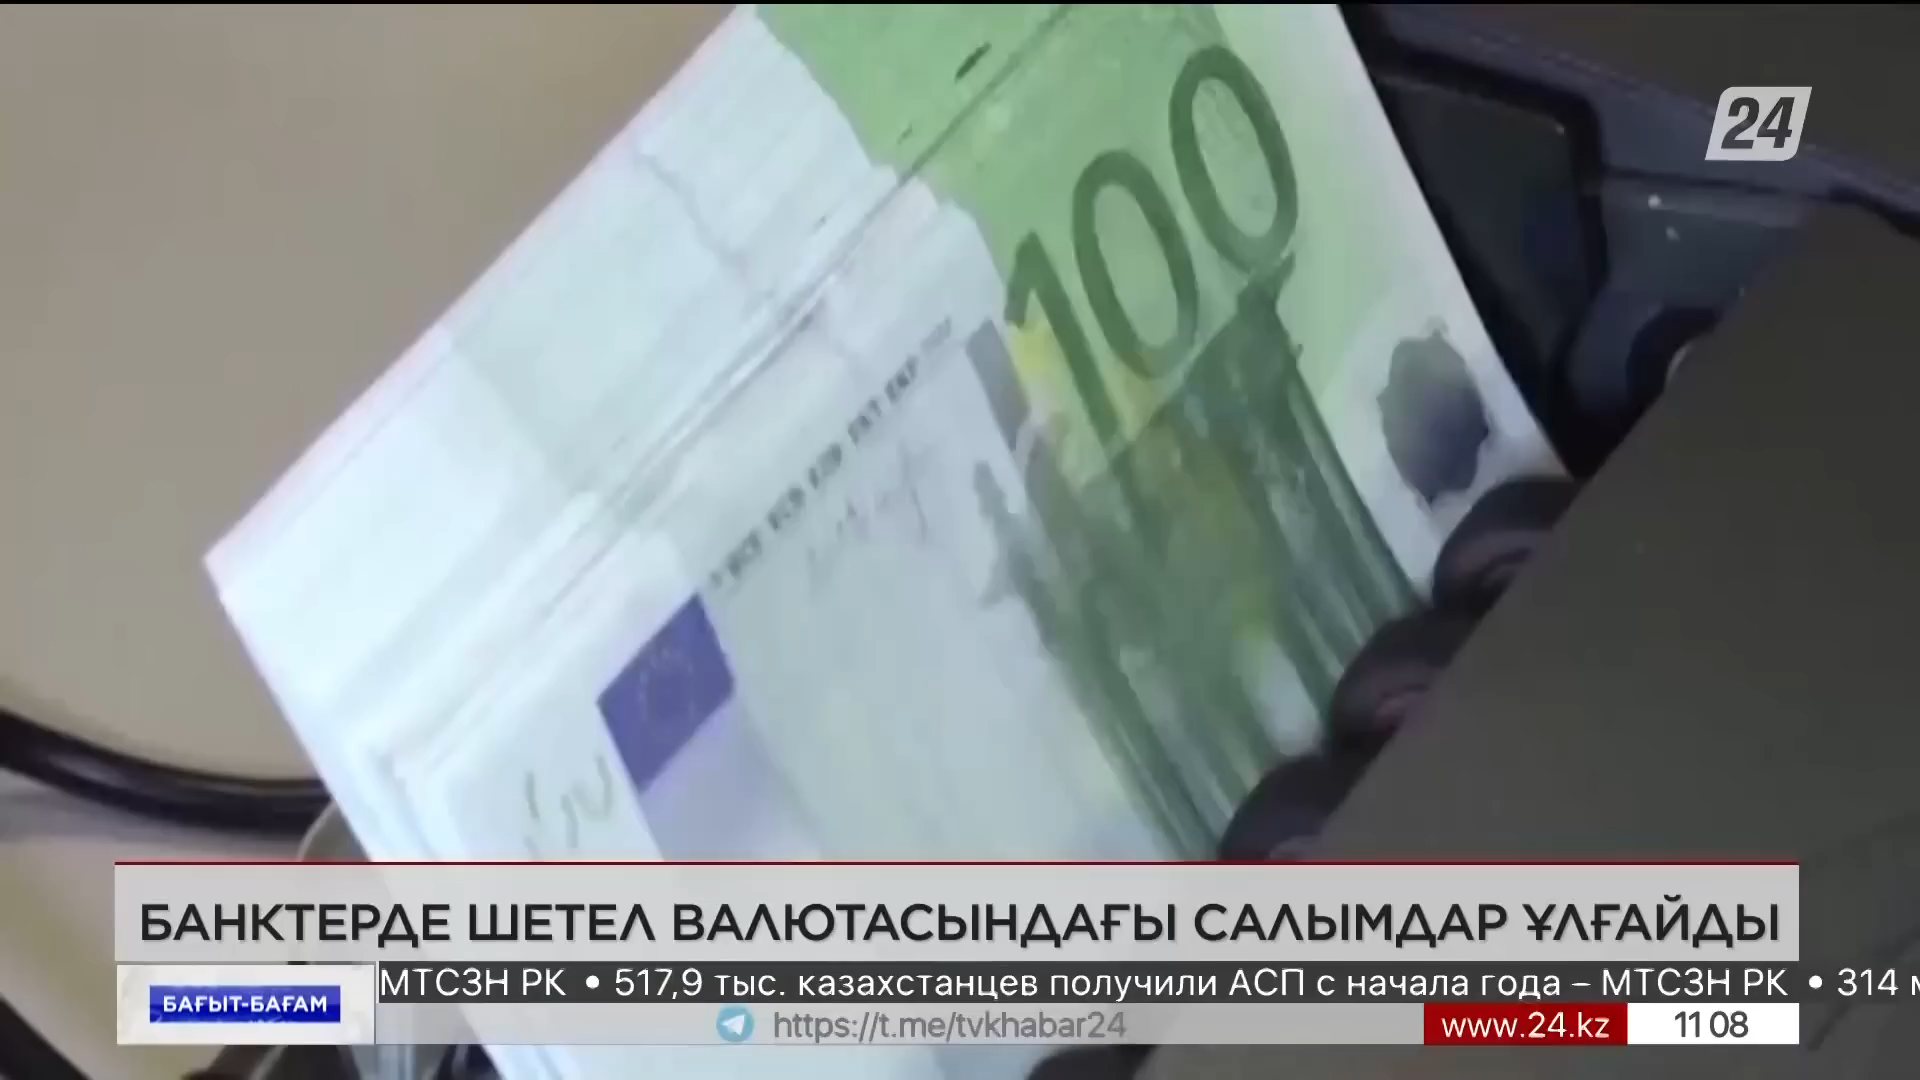 24
100
БАНКТЕРДЕ ШЕТЕЛ ВАЛЮТАСЫНДАҒЫ САЛЫМДАР ҰЛҒАЙДЫ
БАҒЫТ-БАҒАМ
МТСЗН РК • 517,9 тыс. казахстанцев получили АСП с начала года – МТСЗН РК • 314
https://t.me/tvkhabar24
www.24.kz
11 08